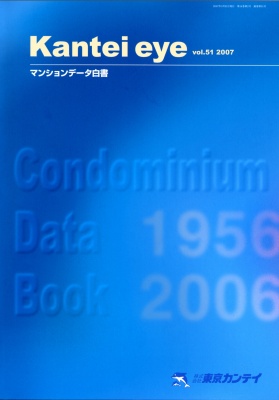 Kantei eye vol.51 2007
マンションデータ白書
Condominium
Data 1956
Book 2006
東京カンテイ